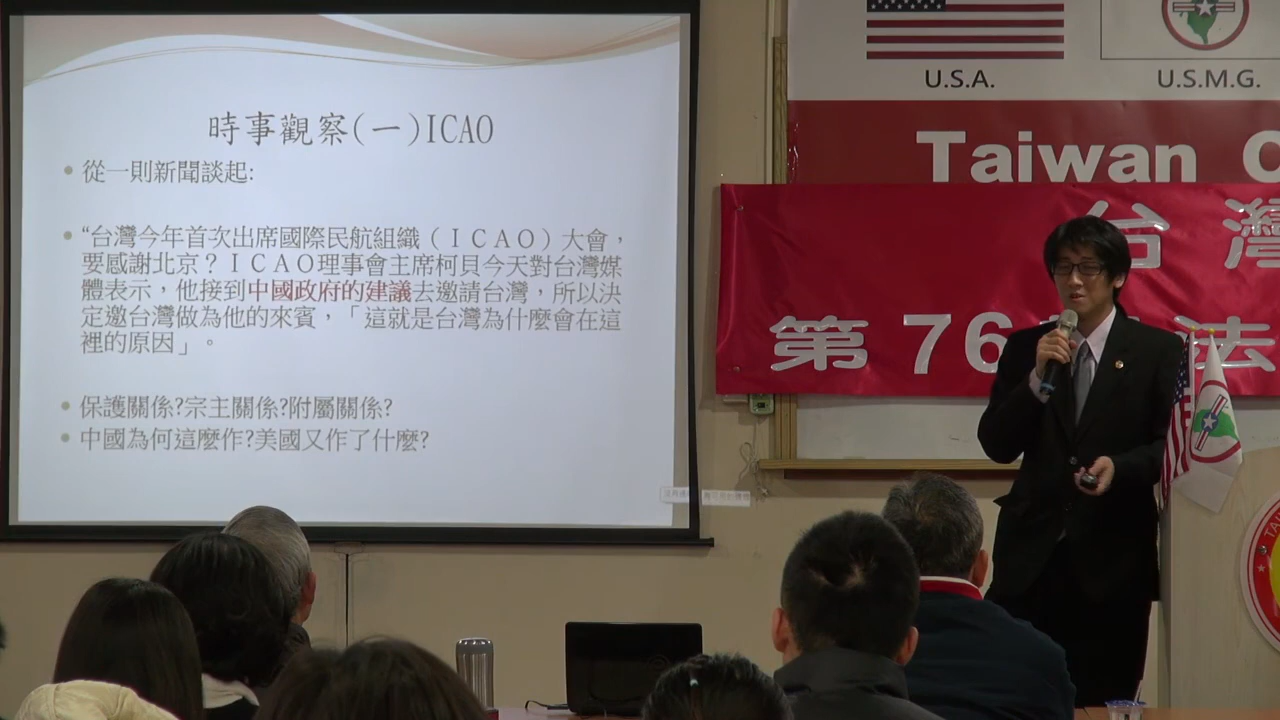 時事觀察(一)ICAO
從一則新聞談起:
“台灣今年首次出席國際民航組織（ＩＣＡＯ）大會，
要感謝北京？ＩＣＡＯ理事會主席柯貝今天對台灣媒
體表示，他接到中國政府的建議去邀請台灣，所以決
定邀台灣做為他的來賓，「這就是台灣為什麼會在這
裡的原因」。
保護關係?宗主關係?附屬關係?
中國為何這麼作?美國又作了什麼?
U.S.A.
U.S.M.G.
Taiwan C
台灣
第76 法